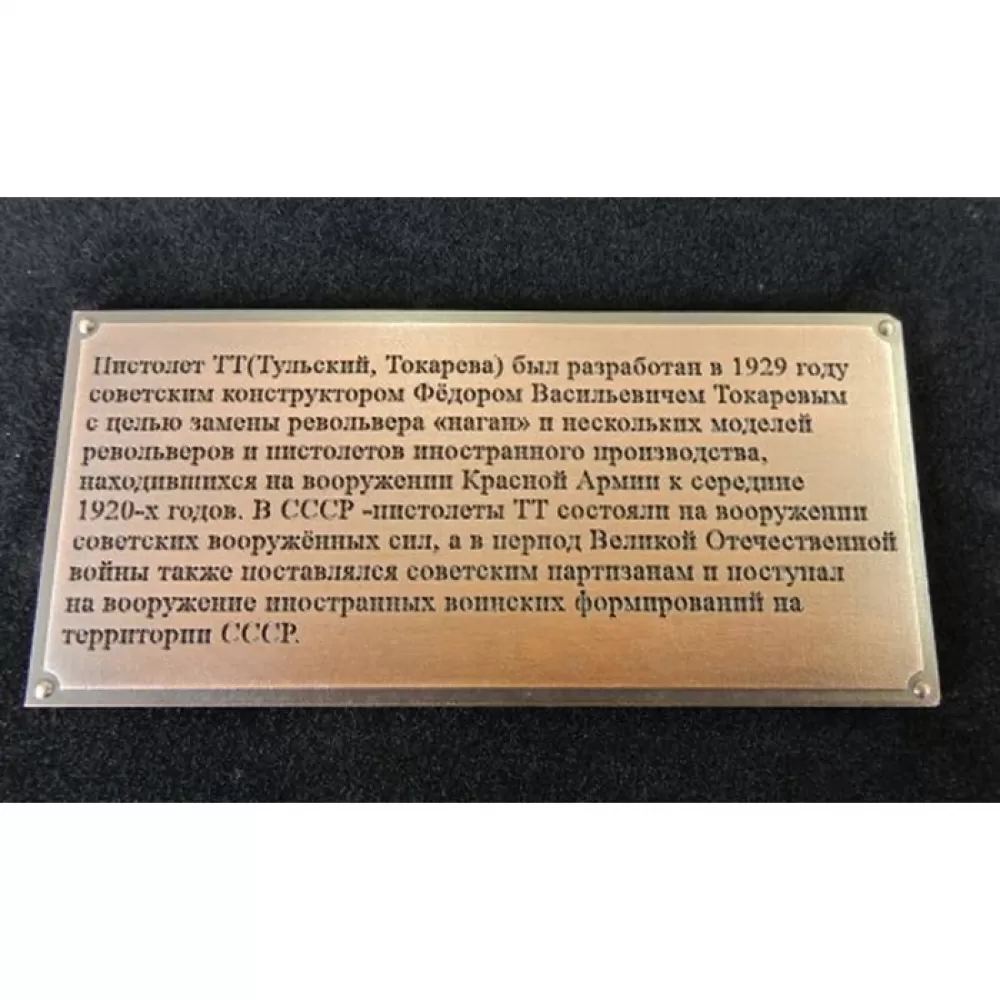 Пистолет ТТ(Тульский, Токарева) был разработан в 1929 году
советским конструктором Фёдором Васильевичем Токаревым
с целью замены револьвера «наган» и нескольких моделей
револьверов и пистолетов иностранного производства,
находившихся на вооружении Красной Армии к середине
1920-х годов. В СССР -пистолеты ТТ состояли на вооружении
советских вооружённых сил, а в период Великой Отечественной
войны также поставлялся советским партизанам и поступал
на вооружение иностранных воинских формирований на
территории СССР.